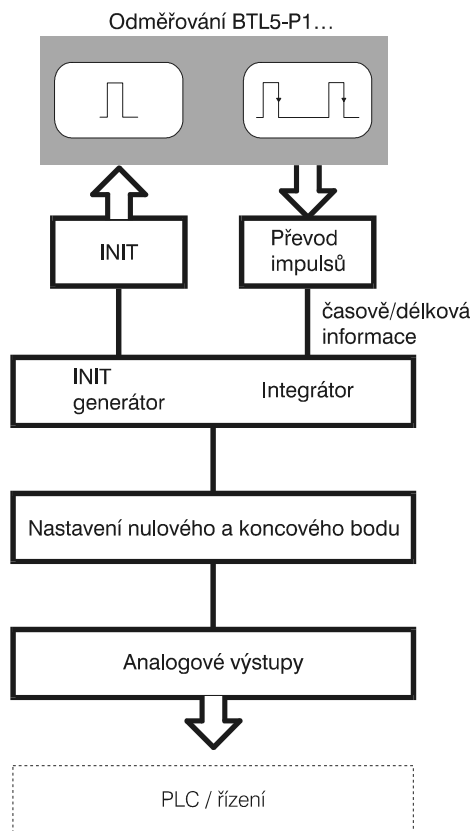 Odměřování BTL5-P1...
INIT
Převod
impulsů
časově/délková
informace
INIT
generátor
Integrátor
Nastavení nulového a koncového bodu
Analogové výstupy
PLC / řízení